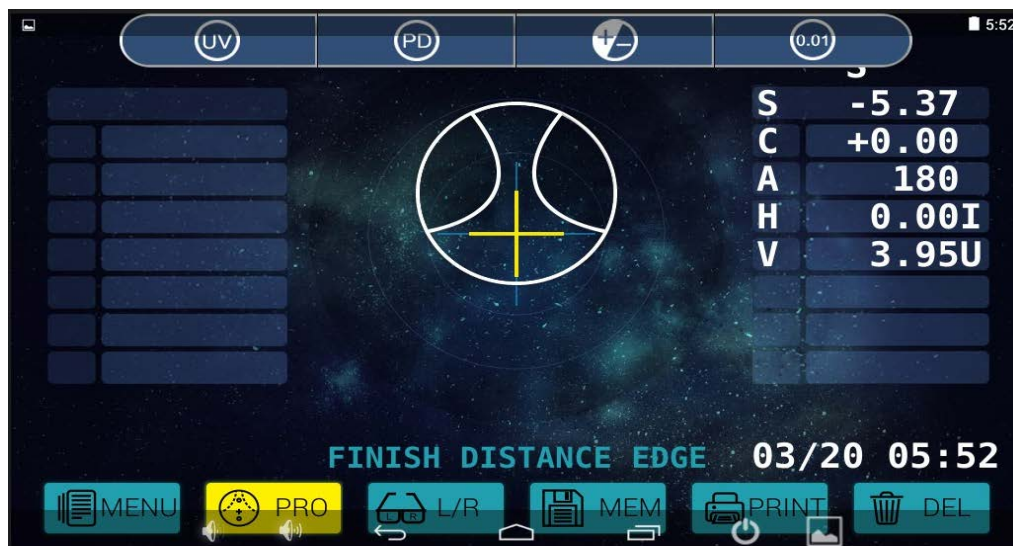 UV PD +- 0.01 5:52
S
S -5.37
C +0.00
A 180
H 0.00I
V 3.95U
FINISH DISTANCE EDGE 03/20 05:52
MENU PRO L R L/R MEM PRINT DEL